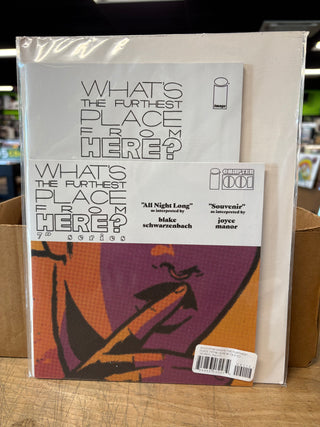 WHAT'S
THE FURTHEST
PLACE
FROM
HERE?
image
WHAT'S
THE FURTHEST
PLACE
FROM
HERE?
7" series
CHAPTER
001
"All Night Long"
as interpreted by
blake
schwarzenbach
"Souvenir"
as interpreted by
joyce
manor